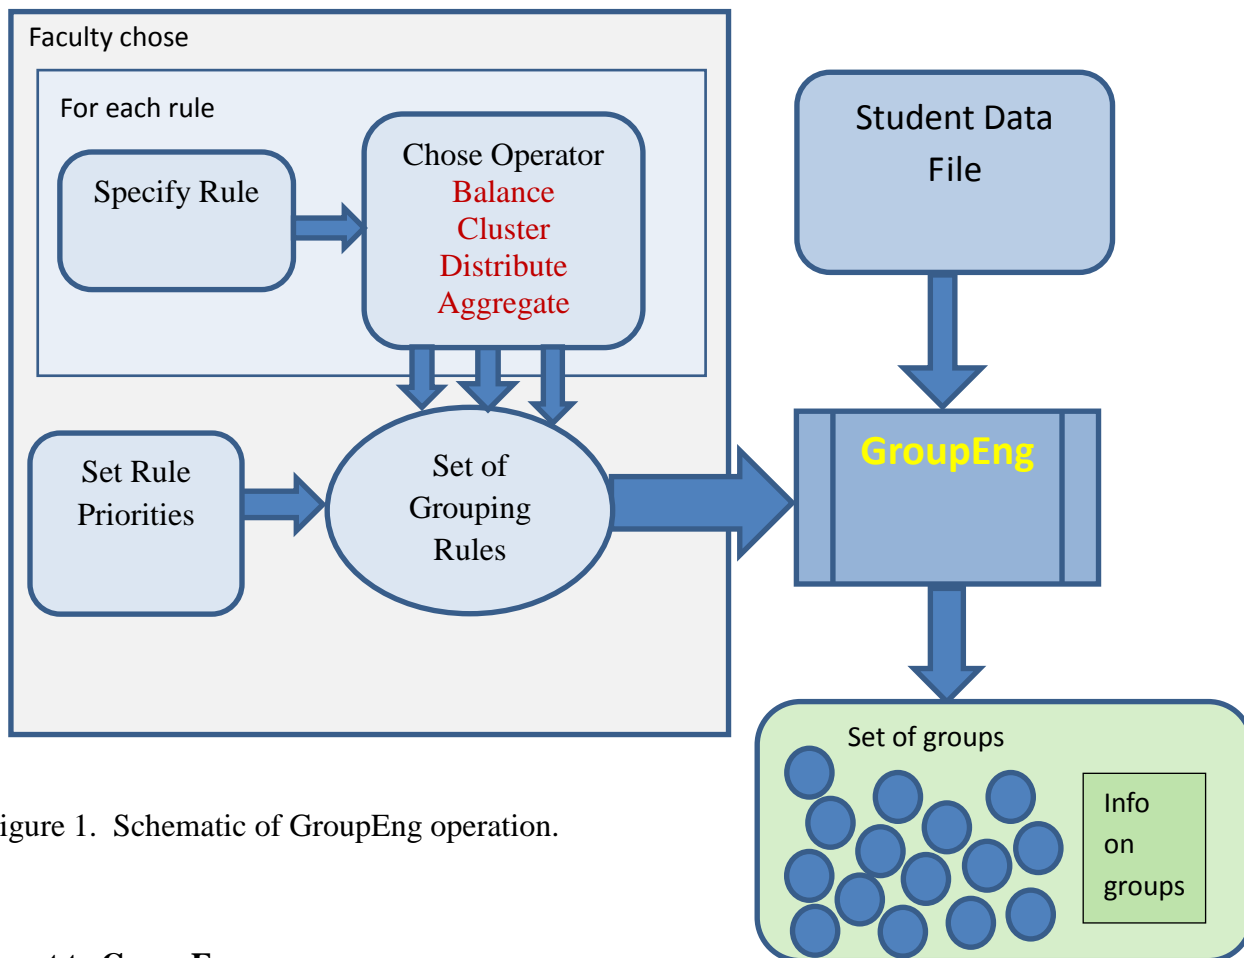 Faculty chose
For each rule
Specify Rule
Chose Operator
Balance
Cluster
Distribute
Aggregate
Student Data
File
Set Rule
Priorities
Set of
Grouping
Rules
GroupEng
Set of groups
Info
on
groups
igure 1.  Schematic of GroupEng operation.